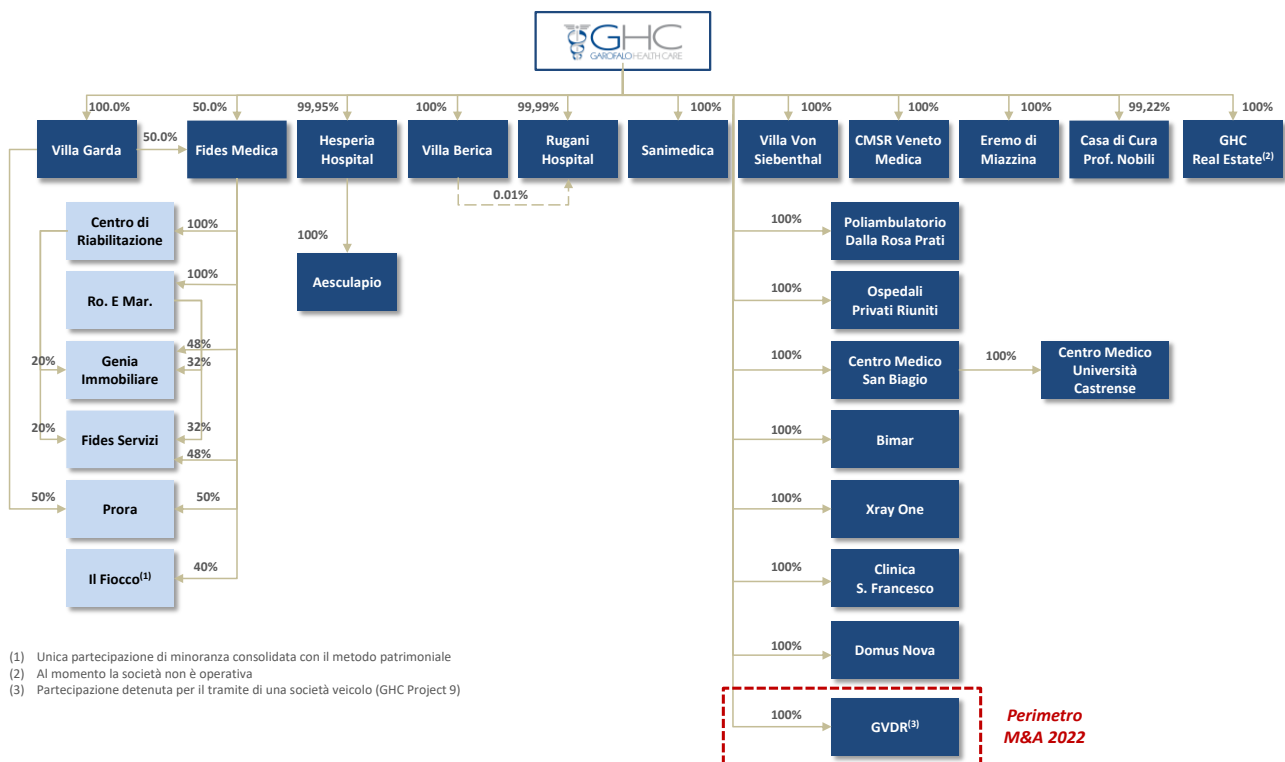 GHC
GAROFALO HEALTH CARE
100.0%
50.0%
99,95%
100%
99,99%
100%
100%
100%
100%
99,22%
100%
Villa Garda
50.0%
Fides Medica
Hesperia
Hospital
Villa Berica
Rugani
Hospital
Sanimedica
Villa Von
Siebenthal
CMSR Veneto
Medica
Eremo di
Miazzina
Casa di Cura
Prof. Nobili
GHC
Real Estate(2)
0.01%
Centro di
Riabilitazione
100%
100%
Aesculapio
100%
Poliambulatorio
Dalla Rosa Prati
100%
Ro. E Mar.
100%
Ospedali
Privati Riuniti
20%
Genia
Immobiliare
48%
32%
100%
Centro Medico
San Biagio
100%
Centro Medico
Università
Castrense
20%
Fides Servizi
32%
48%
100%
Bimar
50%
Prora
50%
100%
Xray One
Il Fiocco(1)
40%
100%
Clinica
S. Francesco
100%
Domus Nova
(1) Unica partecipazione di minoranza consolidata con il metodo patrimoniale
(2) Al momento la società non è operativa
(3) Partecipazione detenuta per il tramite di una società veicolo (GHC Project 9)
100%
GVDR(3)
Perimetro
M&A 2022